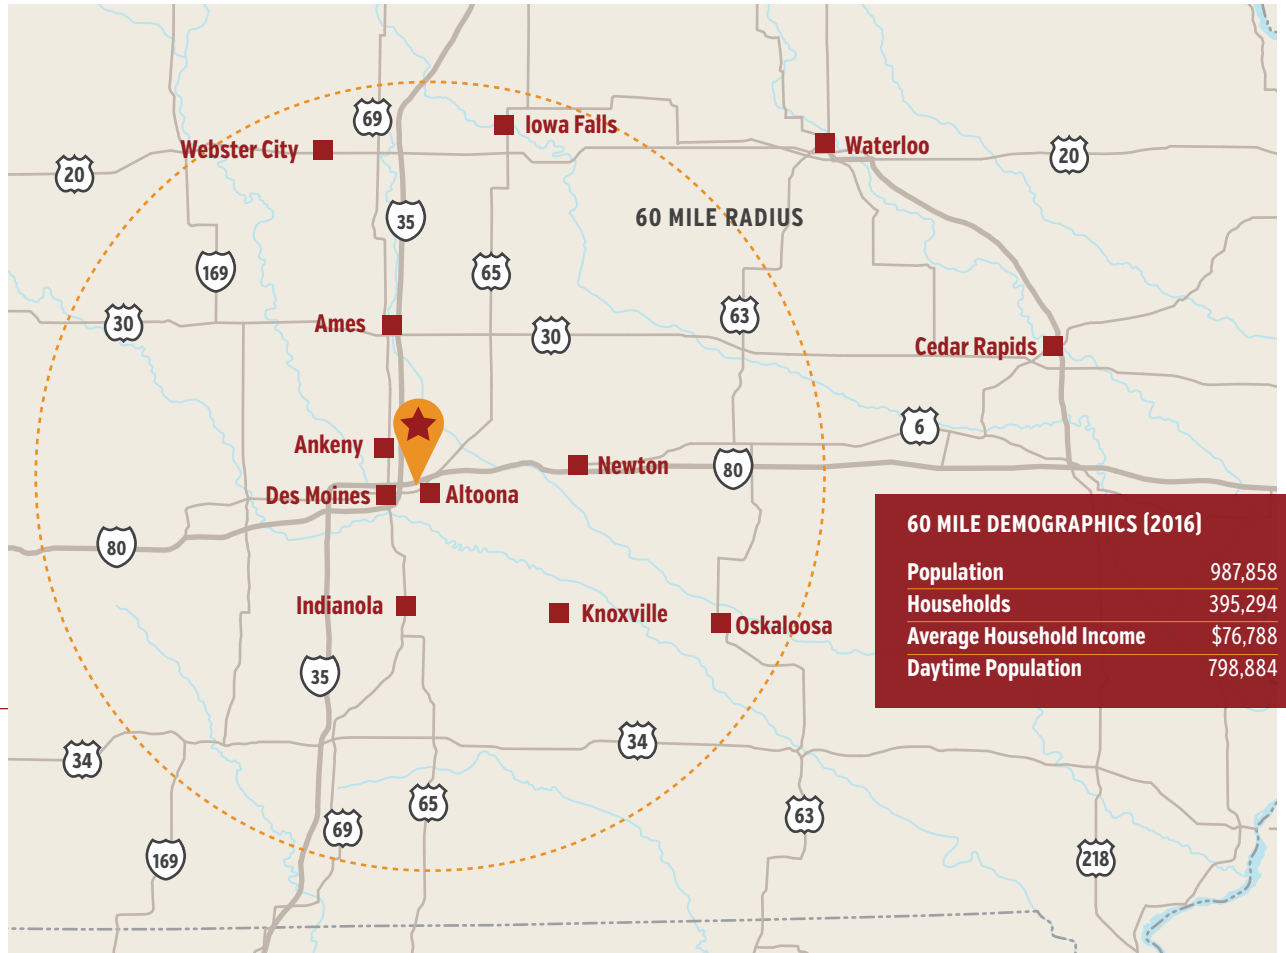 69
Iowa Falls
Webster City
Waterloo
20
20
35
60 MILE RADIUS
169
65
30
Ames
30
63
Cedar Rapids
6
Ankeny
Newton
80
Des Moines
Altoona
80
60 MILE DEMOGRAPHICS (2016)
Population 987,858
Households 395,294
Average Household Income $76,788
Daytime Population 798,884
Indianola
Knoxville
Oskaloosa
35
34
34
65
69
63
169
218